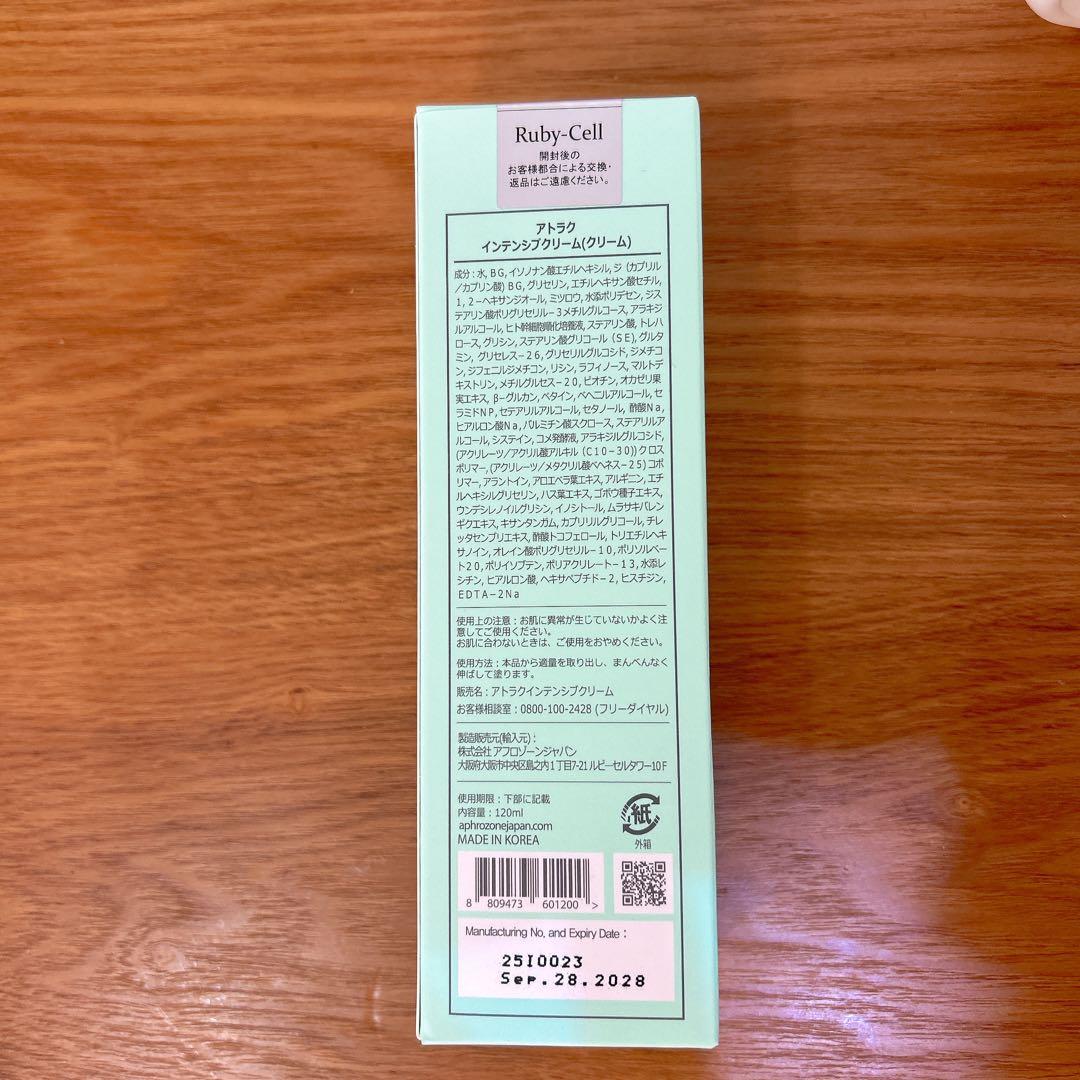 Ruby-Cell
開封後の
お客様都合による交換・
返品はご遠慮ください。
アトラク
インテンシブクリーム(クリーム)
成分：水, BG, イソノナン酸エチルヘキシル, ジ（カプリル
／カプリン酸）BG, グリセリン, エチルヘキサン酸セチル,
1, 2－ヘキサンジオール, ミツロウ, 水添ポリデセン, ジス
テアリン酸ポリグリセリル－3メチルグルコース, アラキジ
ルアルコール, ヒト幹細胞順化培養液, ステアリン酸, トレハ
ロース, グリシン, ステアリン酸グリコール（SE), グルタ
ミン, グリセレス－26, グリセリルグルコシド, ジメチコ
ン, ジフェニルジメチコン, リシン, ラフィノース, マルトデ
キストリン, メチルグルセス－20, ビオチン, オカゼリ果
実エキス, β－グルカン, ベタイン, ベヘニルアルコール, セ
ラミドNP, セテアリルアルコール, セタノール, 酢酸Na,
ヒアルロン酸Na, パルミチン酸スクロース, ステアリルア
ルコール, システイン, コメ発酵液, アラキジルグルコシド,
(アクリレーツ／アクリル酸アルキル（C10－30)) クロス
ポリマー, (アクリレーツ／メタクリル酸ベヘネス－25) コポ
リマー, アラントイン, アロエベラ葉エキス, アルギニン, エチ
ルヘキシルグリセリン, ハス葉エキス, ゴボウ種子エキス,
ウンデシレノイルグリシン, イノシトール, ムラサキバレン
ギクエキス, キサンタンガム, カプリリルグリコール, チレ
ッタセンブリエキス, 酢酸トコフェロール, トリエチルヘキ
サノイン, オレイン酸ポリグリセリル－10, ポリソルベー
ト20, ポリイソブテン, ポリアクリレート－13, 水添レ
シチン, ヒアルロン酸, ヘキサペプチド－2, ヒスチジン,
EDTA－2Na
使用上の注意：お肌に異常が生じていないかよく注
意してご使用ください。
お肌に合わないときは、ご使用をおやめください。
使用方法：本品から適量を取り出し、まんべんなく
伸ばして塗ります。
販売名：アトラクインテンシブクリーム
お客様相談室：0800-100-2428 (フリーダイヤル)
製造販売元(輸入元)：
株式会社 アフロゾーンジャパン
大阪府大阪市中央区島之内1丁目7-21 ルビーセルタワー10F
使用期限：下部に記載
内容量：120ml
aphrozonejapan.com
MADE IN KOREA
紙
外箱
8 809473 601200 >
Manufacturing No. and Expiry Date :
25I0023
Sep.28.2028